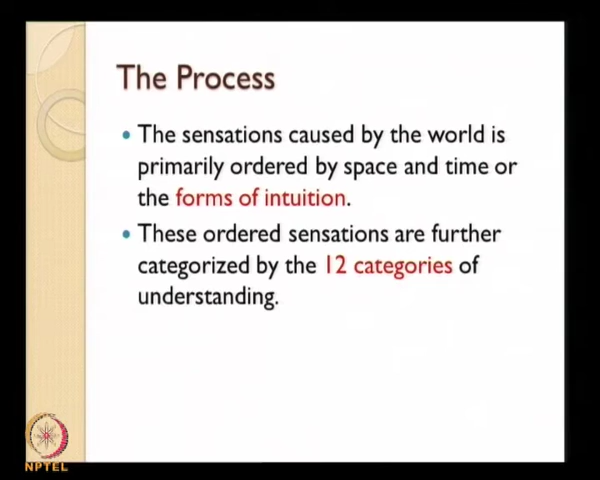 The Process
• The sensations caused by the world is
primarily ordered by space and time or
the forms of intuition.
• These ordered sensations are further
categorized by the 12 categories of
understanding.
NPTEL